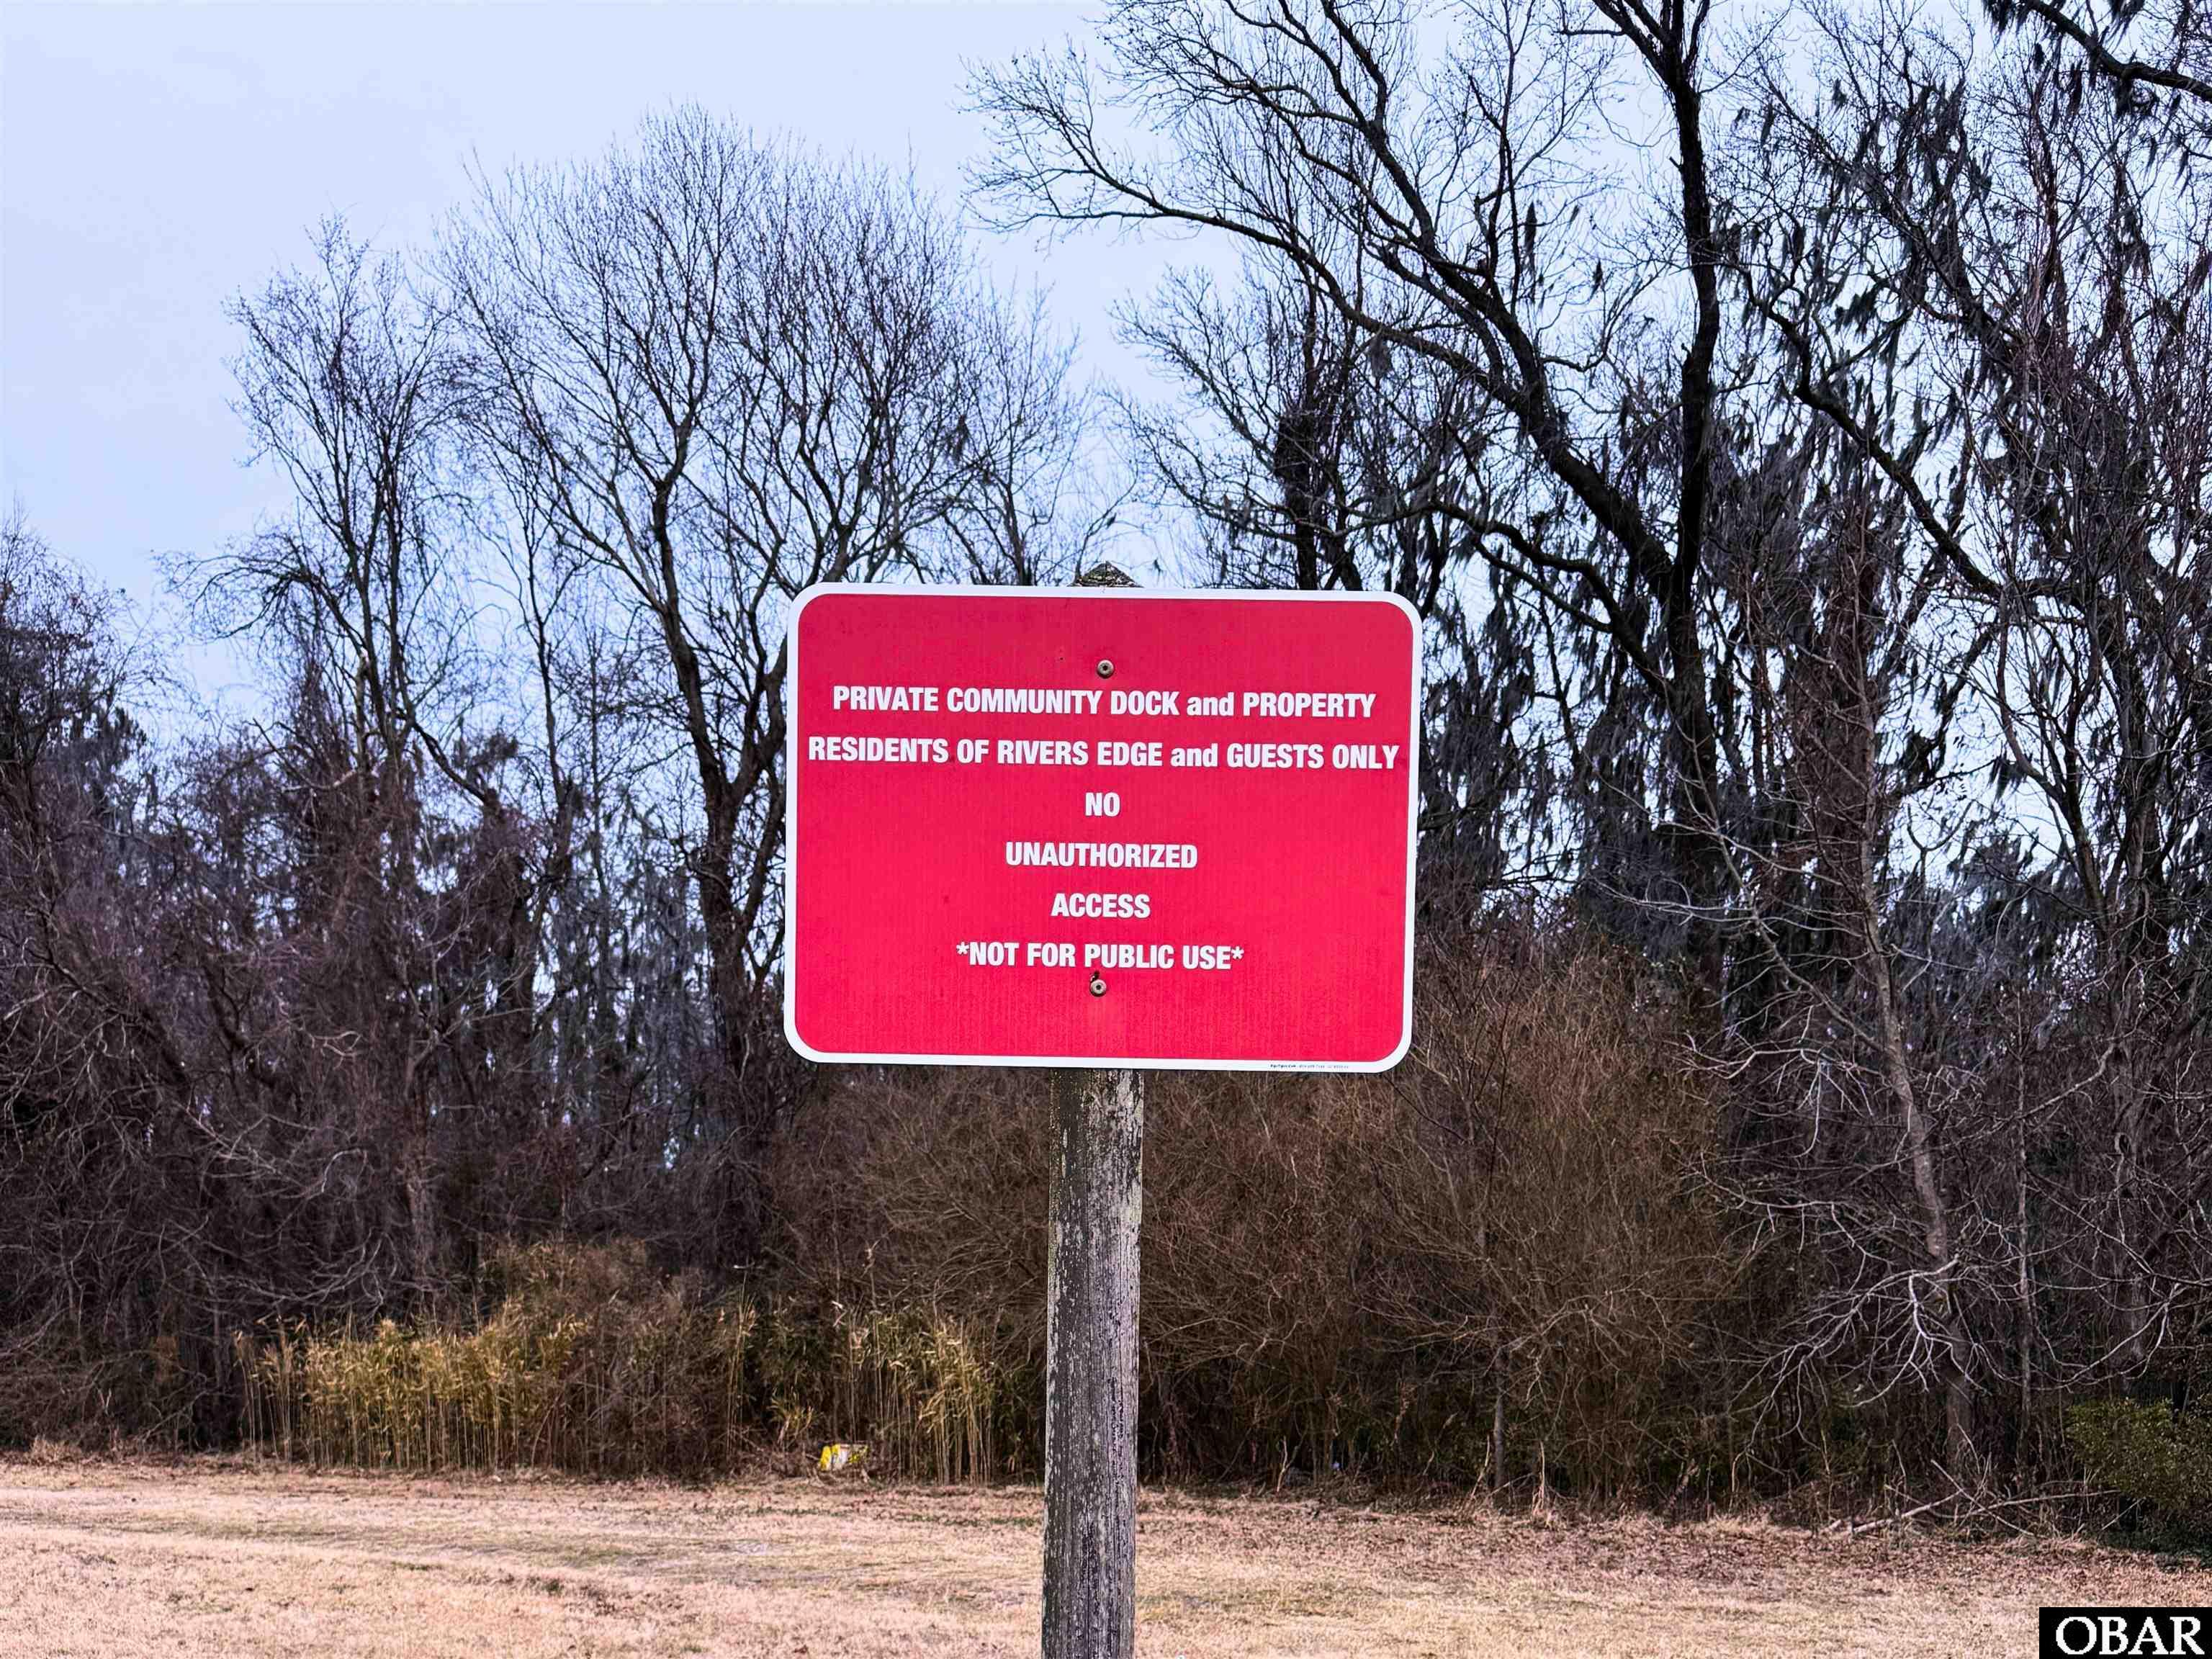 PRIVATE COMMUNITY DOCK and PROPERTY
RESIDENTS OF RIVERS EDGE and GUESTS ONLY
NO
UNAUTHORIZED
ACCESS
*NOT FOR PUBLIC USE*
OBAR